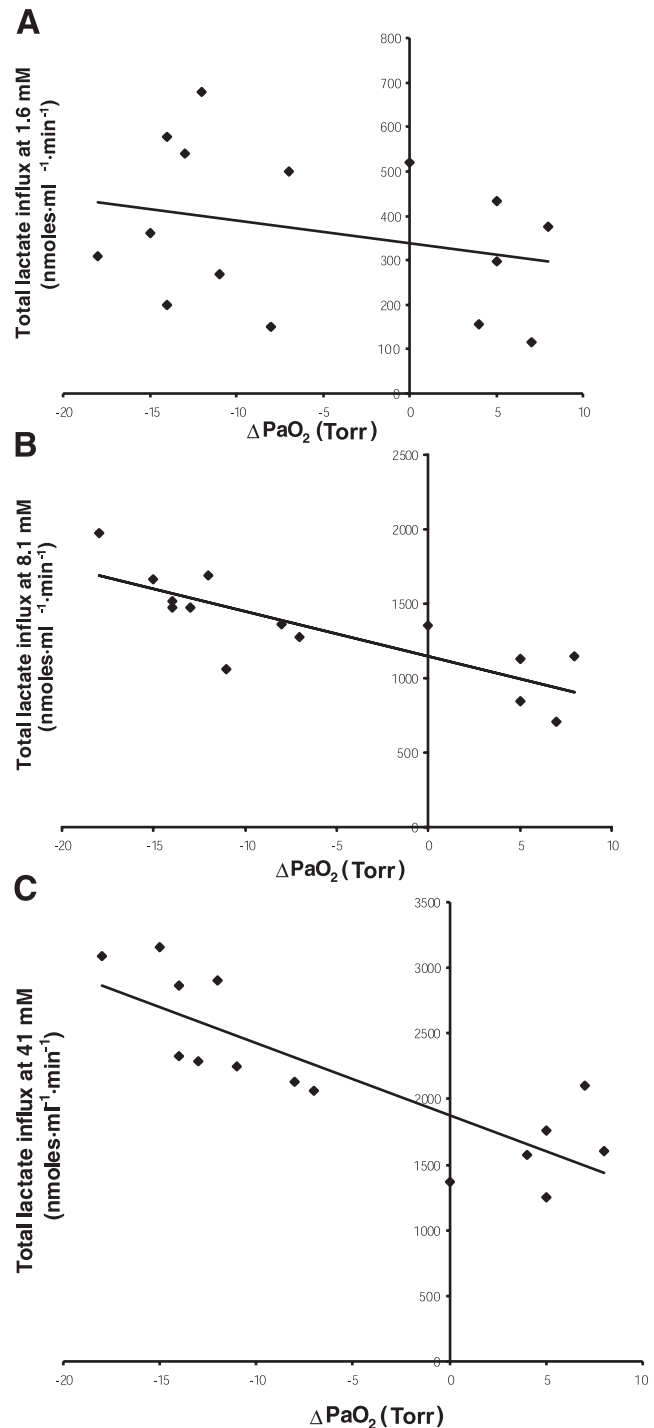 A
Total lactate influx at 1.6 mM
(nmoles·ml ⁻¹·min⁻¹)
800
700
600
500
400
300
200
100
0
-20 -15 -10 -5 0 5 10
ΔPaO₂ (Torr)
B
Total lactate influx at 8.1 mM
(nmoles·ml ⁻¹·min⁻¹)
2500
2000
1500
1000
500
0
-20 -15 -10 -5 0 5 10
ΔPaO₂ (Torr)
C
Total lactate influx at 41 mM
(nmoles·ml⁻¹·min⁻¹)
3500
3000
2500
2000
1500
1000
500
0
-20 -15 -10 -5 0 5 10
ΔPaO₂ (Torr)